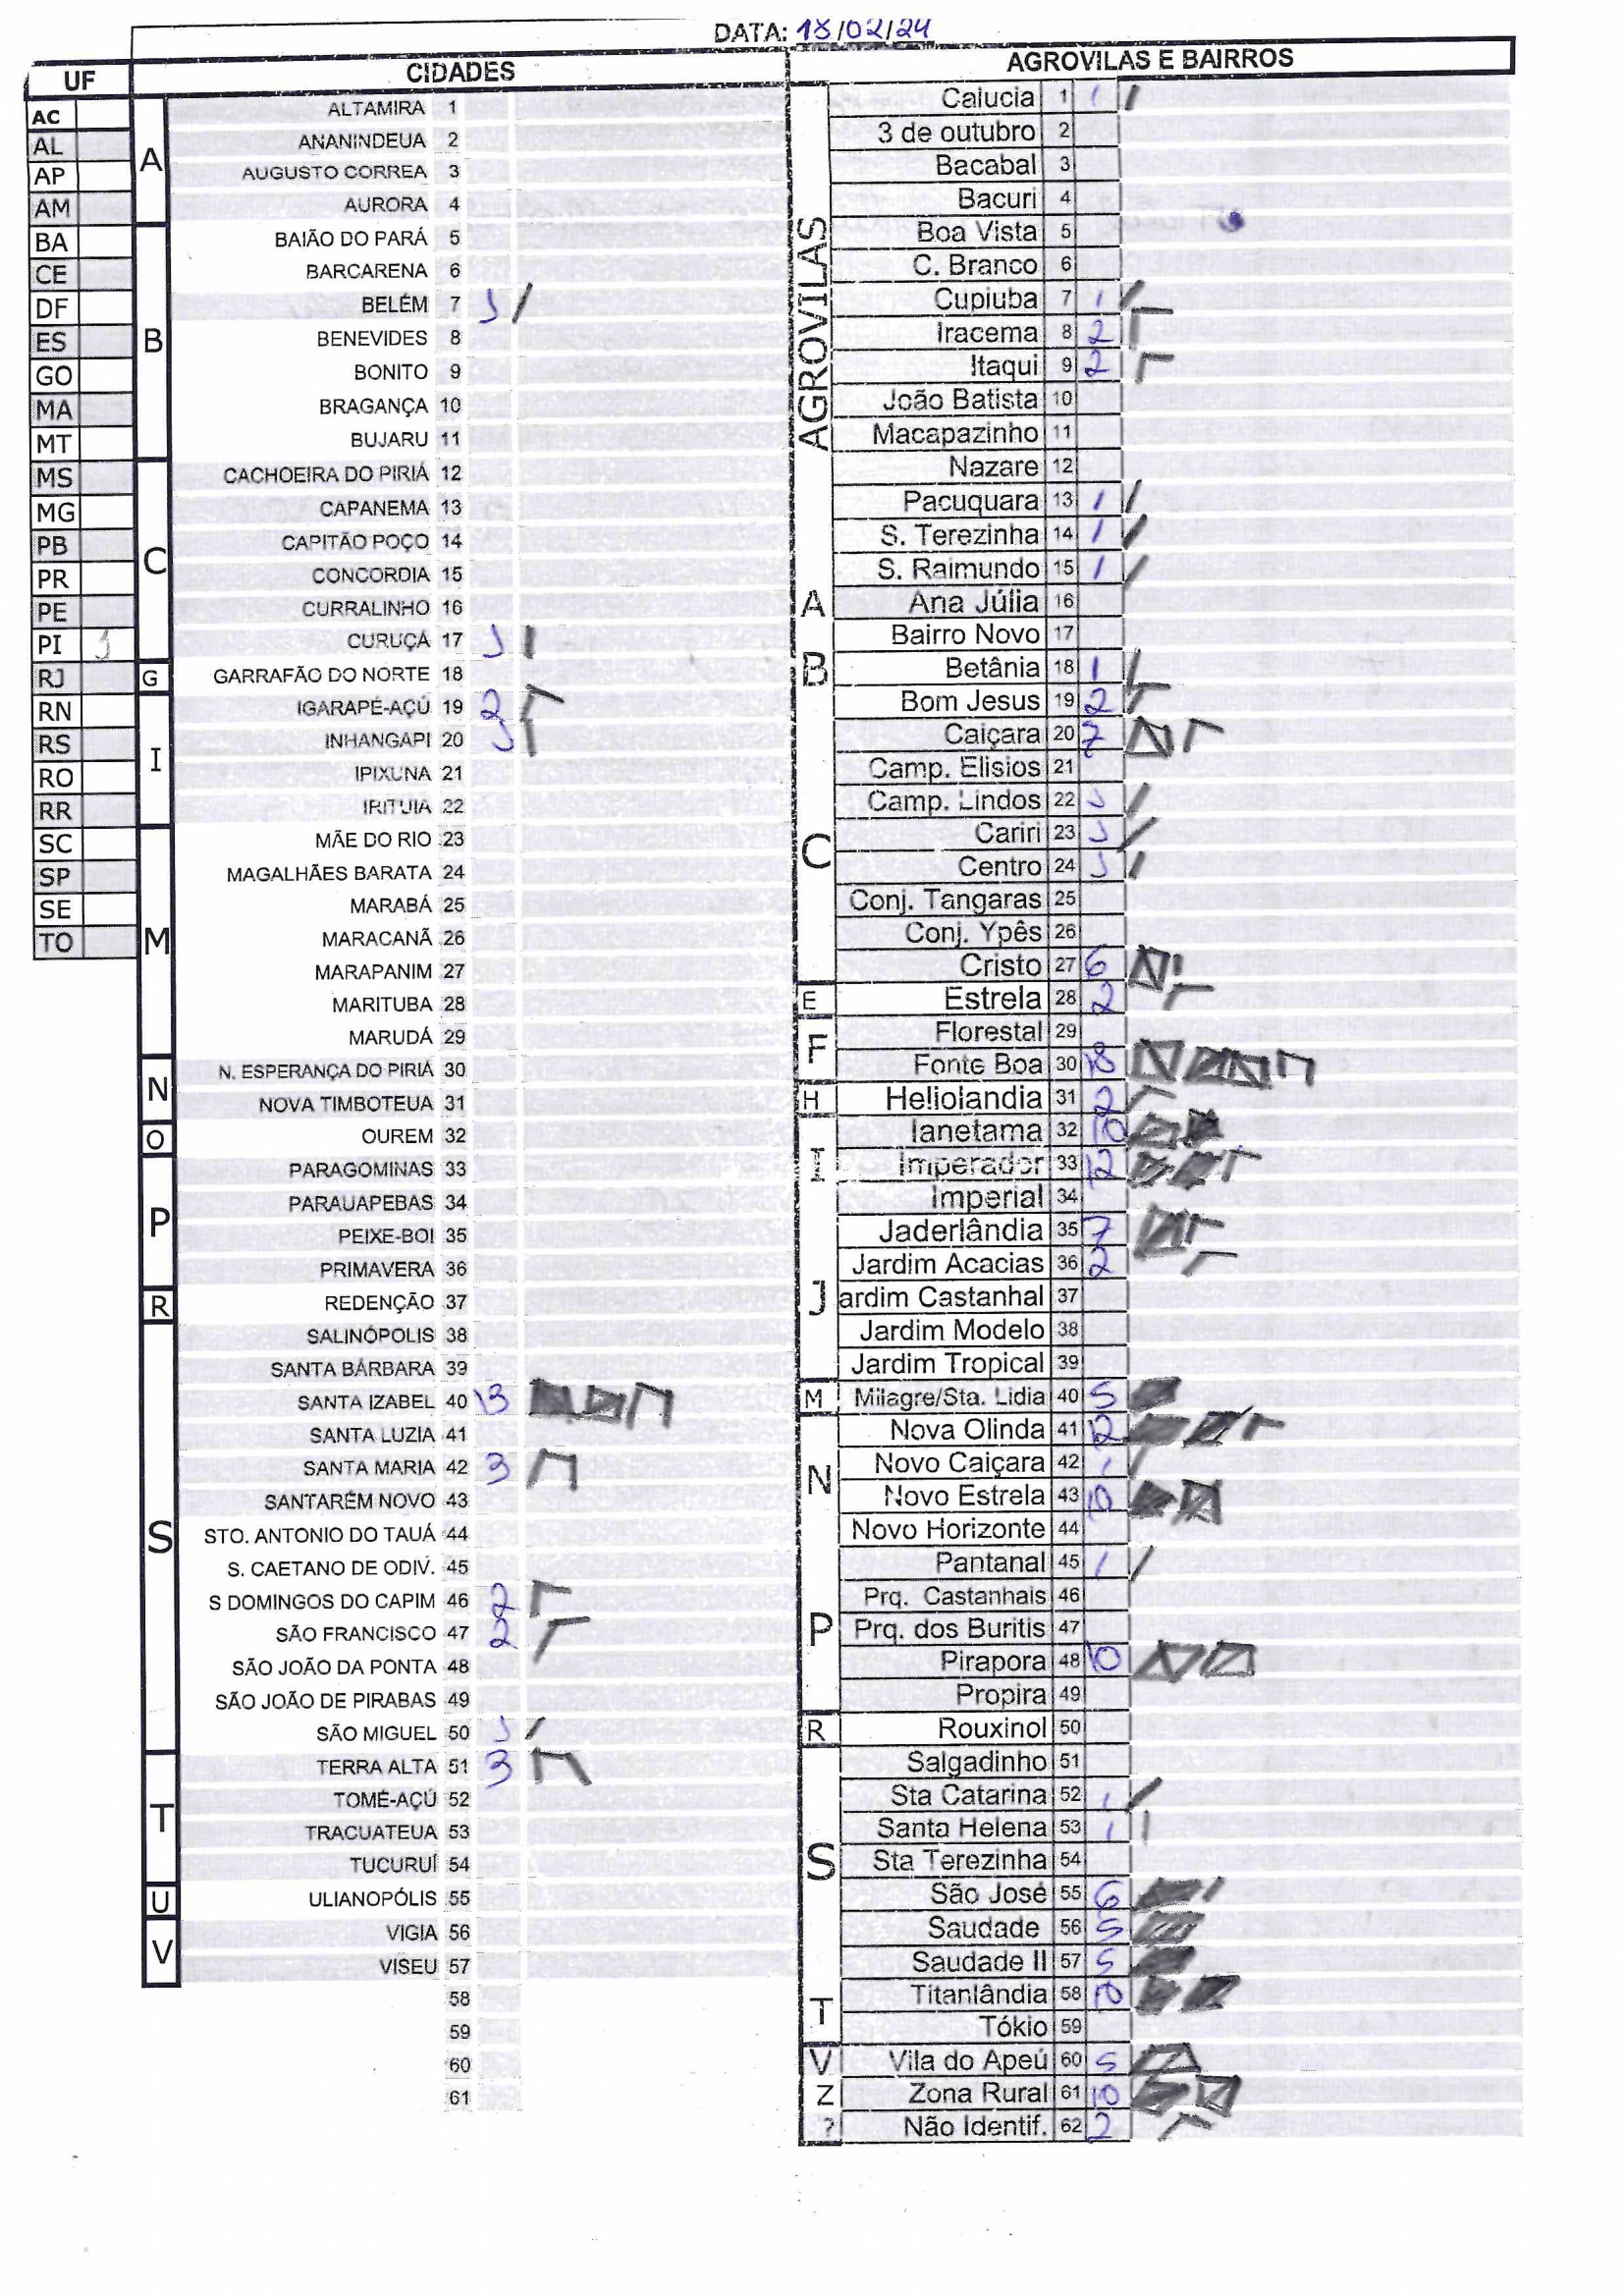 DATA: 18/02/24
UF
CIDADES
AGROVILAS E BAIRROS
AC
AL
AP
AM
BA
CE
DF
ES
GO
MA
MT
MS
MG
PB
PR
PE
PI 1
RJ
RN
RS
RO
RR
SC
SP
SE
TO
A
ALTAMIRA 1
ANANINDEUA 2
AUGUSTO CORREA 3
AURORA 4
B
BAIÃO DO PARÁ 5
BARCARENA 6
BELÉM 7 1
BENEVIDES 8
BONITO 9
BRAGANÇA 10
BUJARU 11
C
CACHOEIRA DO PIRIÁ 12
CAPANEMA 13
CAPITÃO POÇO 14
CONCORDIA 15
CURRALINHO 16
CURUÇA 17 1
G
GARRAFÃO DO NORTE 18
I
IGARAPÉ-AÇÚ 19 2
INHANGAPI 20 1
IPIXUNA 21
IRITUIA 22
M
MÃE DO RIO 23
MAGALHÃES BARATA 24
MARABÁ 25
MARACANÃ 26
MARAPANIM 27
MARITUBA 28
MARUDÁ 29
N
N. ESPERANÇA DO PIRIÁ 30
NOVA TIMBOTEUA 31
O
OUREM 32
P
PARAGOMINAS 33
PARAUAPEBAS 34
PEIXE-BOI 35
PRIMAVERA 36
R
REDENÇÃO 37
S
SALINÓPOLIS 38
SANTA BÁRBARA 39
SANTA IZABEL 40 13
SANTA LUZIA 41
SANTA MARIA 42 3
SANTARÉM NOVO 43
STO. ANTONIO DO TAUÁ 44
S. CAETANO DE ODIV. 45
S DOMINGOS DO CAPIM 46 2
SÃO FRANCISCO 47 2
SÃO JOÃO DA PONTA 48
SÃO JOÃO DE PIRABAS 49
SÃO MIGUEL 50 1
T
TERRA ALTA 51 3
TOMÉ-AÇÚ 52
TRACUATEUA 53
TUCURUÍ 54
U
ULIANOPÓLIS 55
V
VIGIA 56
VISEU 57
58
59
60
61
AGROVILAS
Calucia 1 1
3 de outubro 2
Bacabal 3
Bacuri 4
Boa Vista 5
C. Branco 6
Cupiuba 7 1
Iracema 8 2
Itaqui 9 2
João Batista 10
Macapazinho 11
Nazare 12
Pacuquara 13 1
S. Terezinha 14 1
S. Raimundo 15 1
A
Ana Júlia 16
B
Bairro Novo 17
Betânia 18 1
Bom Jesus 19 2
C
Caiçara 20 7
Camp. Elisios 21
Camp. Lindos 22 1
Cariri 23 1
Centro 24 1
Conj. Tangaras 25
Conj. Ypês 26
Cristo 27 6
E
Estrela 28 2
F
Florestal 29
Fonte Boa 30 18
H
Heliolandia 31 2
I
Ianetama 32 10
Imperador 33 12
Imperial 34
J
Jaderlândia 35 7
Jardim Acacias 36 2
ardim Castanhal 37
Jardim Modelo 38
Jardim Tropical 39
M
Milagre/Sta. Lidia 40 5
N
Nova Olinda 41 12
Novo Caiçara 42 1
Novo Estrela 43 10
Novo Horizonte 44
P
Pantanal 45 1
Prq. Castanhais 46
Prq. dos Buritis 47
Pirapora 48 10
Propira 49
R
Rouxinol 50
S
Salgadinho 51
Sta Catarina 52 1
Santa Helena 53 1
Sta Terezinha 54
São José 55 6
Saudade 56 5
Saudade II 57 5
T
Titanlândia 58 10
Tókio 59
V
Vila do Apeú 60 5
Z
Zona Rural 61 10
?
Não Identif. 62 2